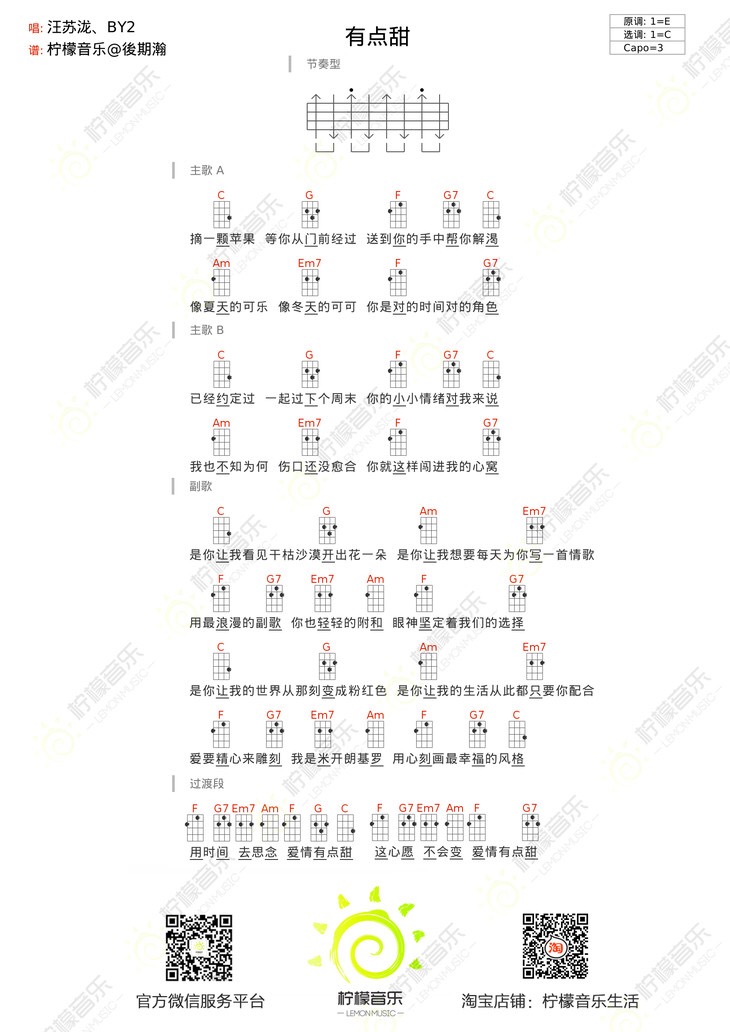 唱: 汪苏泷、BY2
谱: 柠檬音乐@後期瀚
有点甜
原调: 1=E
选调: 1=C
Capo=3
节奏型
主歌 A
C G F G7 C
摘一颗苹果 等你从门前经过 送到你的手中帮你解渴
Am Em7 F G7
像夏天的可乐 像冬天的可可 你是对的时间对的角色
主歌 B
C G F G7 C
已经约定过 一起过下个周末 你的小小情绪对我来说
Am Em7 F G7
我也不知为何 伤口还没愈合 你就这样闯进我的心窝
副歌
C G Am Em7
是你让我看见干枯沙漠开出花一朵 是你让我想要每天为你写一首情歌
F G7 Em7 Am F G7
用最浪漫的副歌 你也轻轻的附和 眼神坚定着我们的选择
C G Am Em7
是你让我的世界从那刻变成粉红色 是你让我的生活从此都只要你配合
F G7 Em7 Am F G7 C
爱要精心来雕刻 我是米开朗基罗 用心刻画最幸福的风格
过渡段
F G7 Em7 Am F G C F G7 Em7 Am F G7
用时间 去思念 爱情有点甜 这心愿 不会变 爱情有点甜
官方微信服务平台
柠檬音乐
LEMONMUSIC
淘
淘宝店铺: 柠檬音乐生活